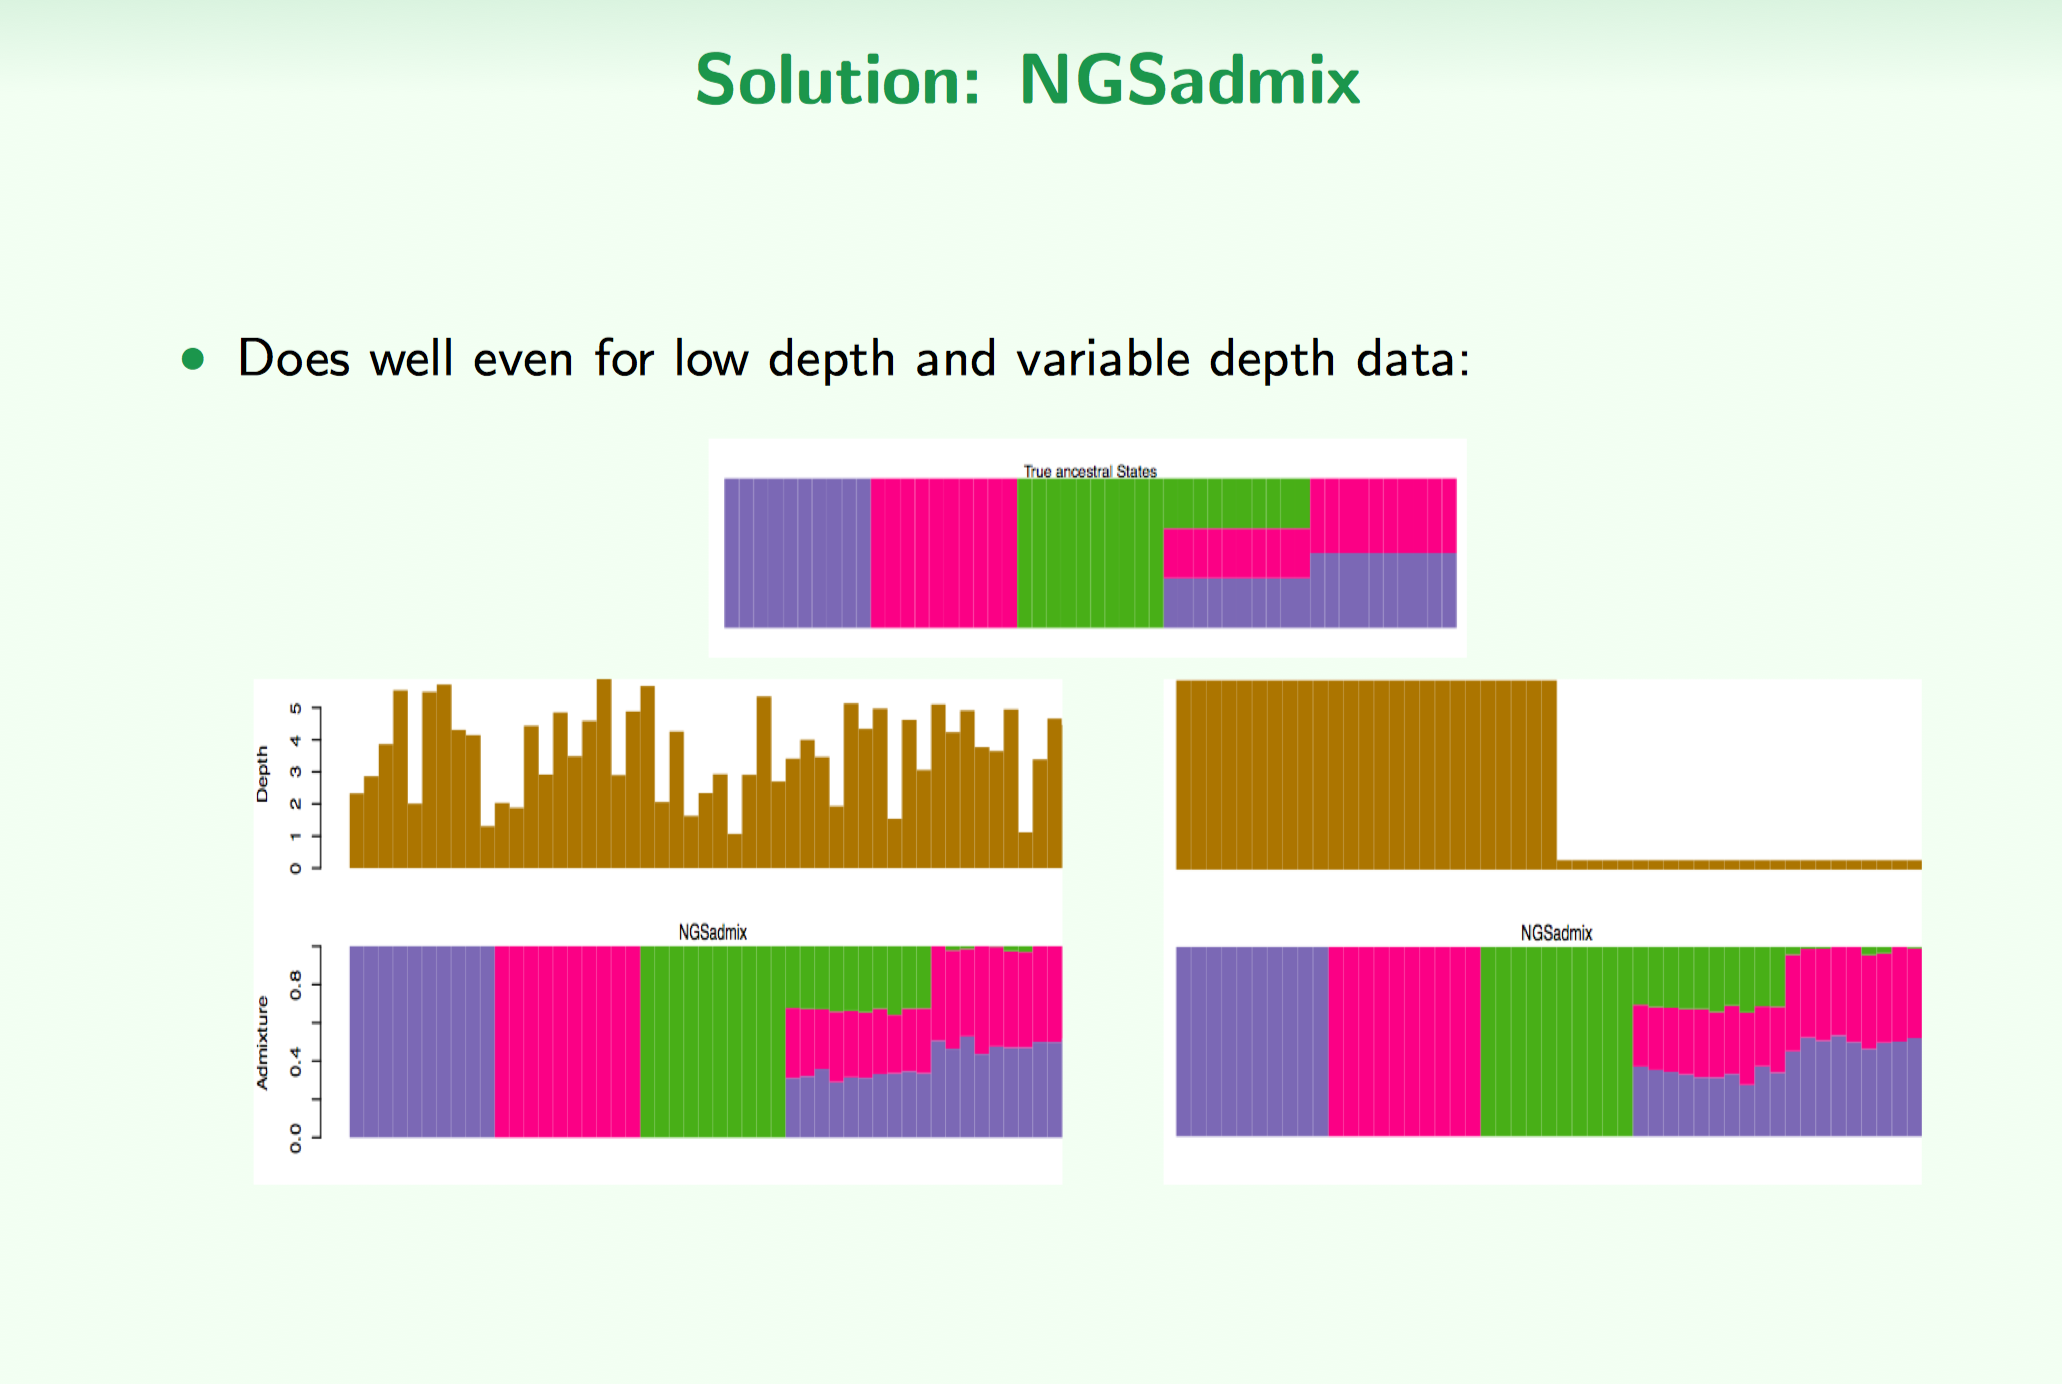 Solution: NGSadmix
Does well even for low depth and variable depth data:
True ancestral States
Depth
5
4
3
2
1
0
NGSadmix
Admixture
0.8
0.4
0.0
NGSadmix